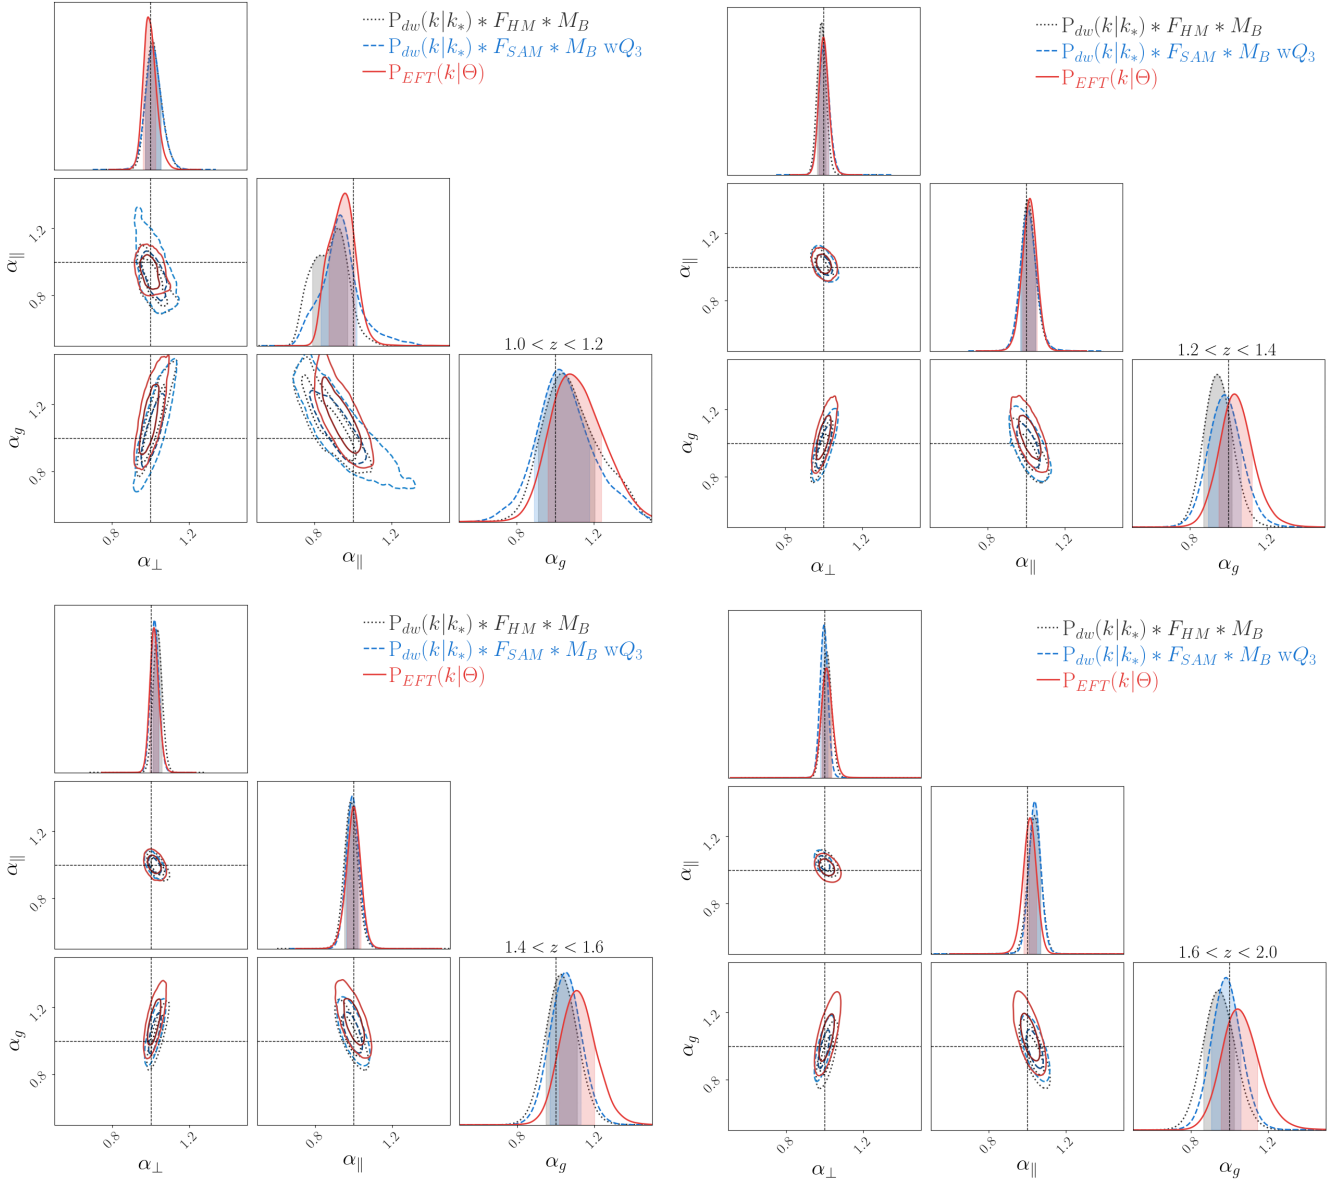 P_{dw}(k|k_*) * F_{HM} * M_B
P_{dw}(k|k_*) * F_{SAM} * M_B wQ_3
P_{EFT}(k|Θ)
α_∥
1.2
0.8
1.0 < z < 1.2
α_g
1.2
0.8
0.8
1.2
0.8
1.2
0.8
1.2
α_⊥
α_∥
α_g
P_{dw}(k|k_*) * F_{HM} * M_B
P_{dw}(k|k_*) * F_{SAM} * M_B wQ_3
P_{EFT}(k|Θ)
α_∥
1.2
0.8
1.2 < z < 1.4
α_g
1.2
0.8
0.8
1.2
0.8
1.2
0.8
1.2
α_⊥
α_∥
α_g
P_{dw}(k|k_*) * F_{HM} * M_B
P_{dw}(k|k_*) * F_{SAM} * M_B wQ_3
P_{EFT}(k|Θ)
α_∥
1.2
0.8
1.4 < z < 1.6
α_g
1.2
0.8
0.8
1.2
0.8
1.2
0.8
1.2
α_⊥
α_∥
α_g
P_{dw}(k|k_*) * F_{HM} * M_B
P_{dw}(k|k_*) * F_{SAM} * M_B wQ_3
P_{EFT}(k|Θ)
α_∥
1.2
0.8
1.6 < z < 2.0
α_g
1.2
0.8
0.8
1.2
0.8
1.2
0.8
1.2
α_⊥
α_∥
α_g